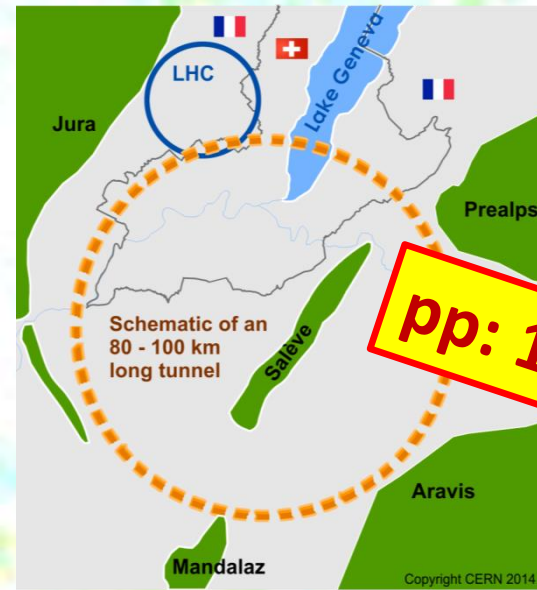 LHC
Lake Geneva
Jura
Prealps
Schematic of an
80 - 100 km
long tunnel
Salève
pp: 1
Aravis
Mandalaz
Copyright CERN 2014